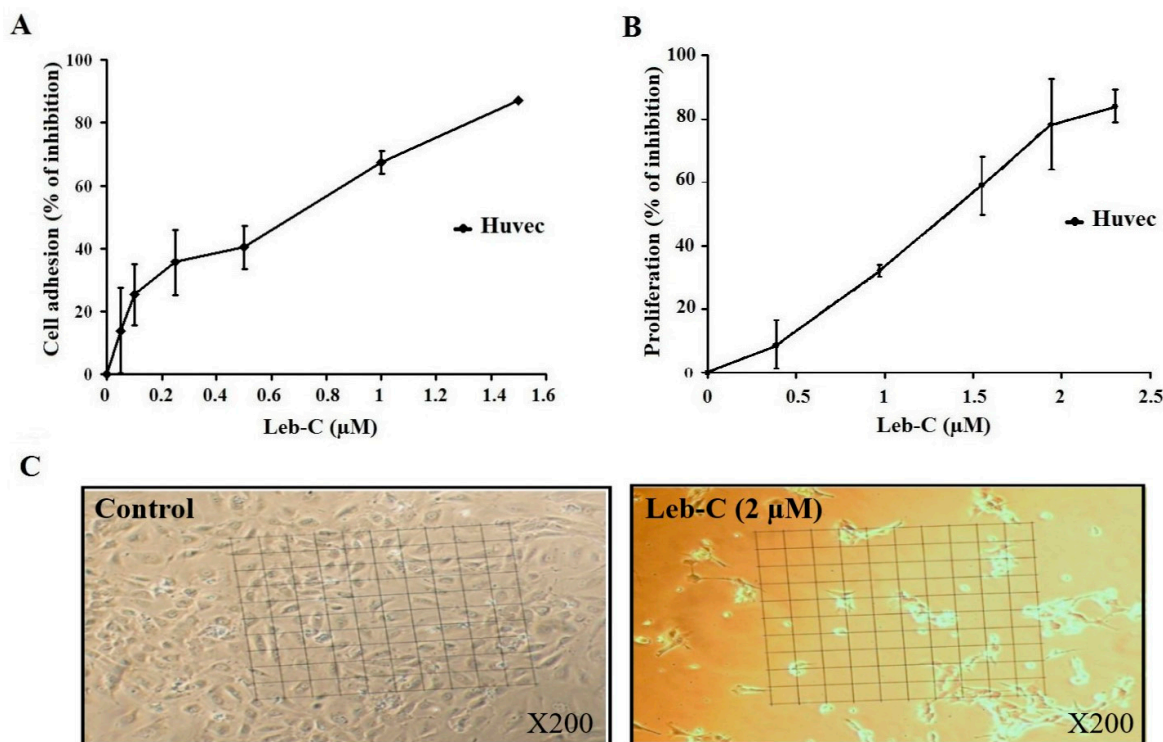 A
Cell adhesion (% of inhibition)
120
100
80
60
40
20
0
0 0.2 0.4 0.6 0.8 1.0 1.2 1.4 1.6
Leb-C (µM)
Huvec
B
Proliferation (% of inhibition)
100
80
60
40
20
0
0 0.5 1 1.5 2 2.5
Leb-C (µM)
Huvec
C
Control
X200
Leb-C (2 µM)
X200